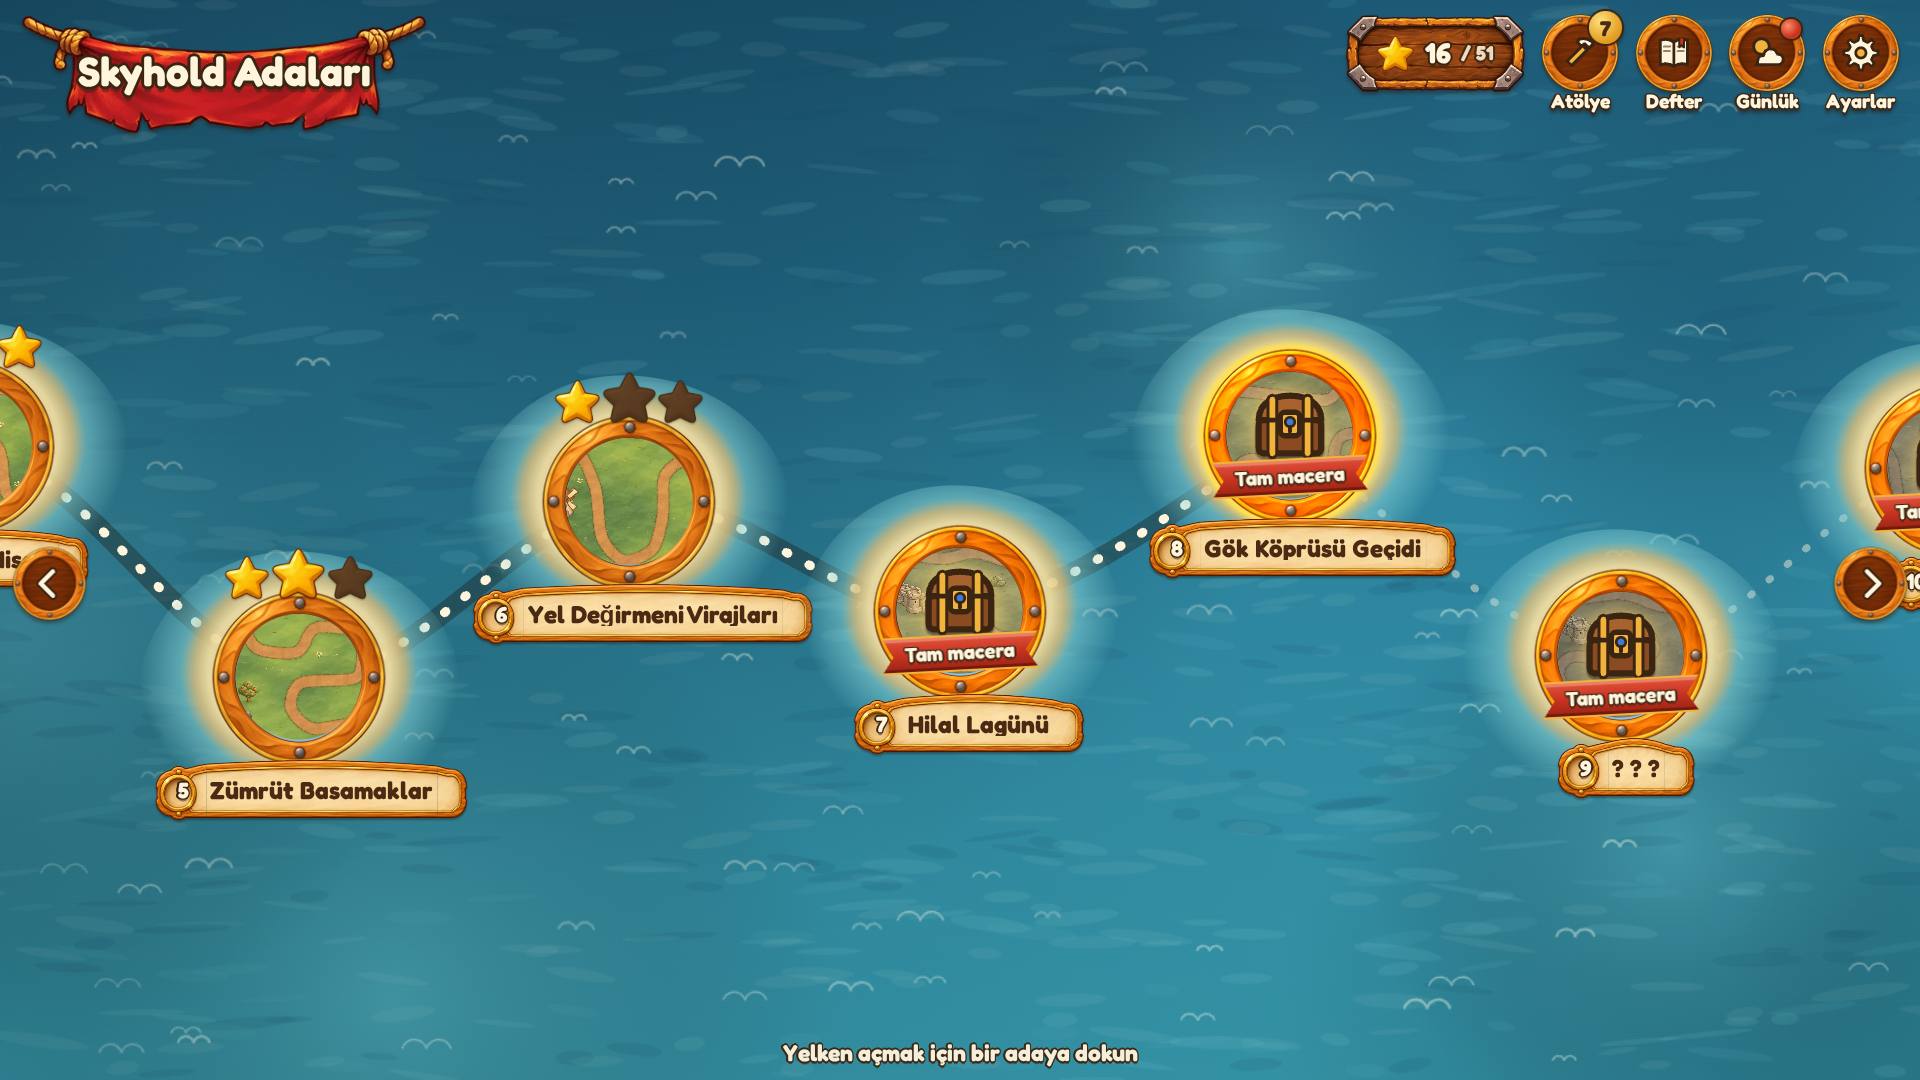 Skyhold Adaları
16 / 51
7
Atölye
Defter
Günlük
Ayarlar
Tam macera
8 Gök Köprüsü Geçidi
6 Yel Değirmeni Virajları
Tam macera
7 Hilal Lagünü
5 Zümrüt Basamaklar
Tam macera
9 ? ? ?
10
Yelken açmak için bir adaya dokun